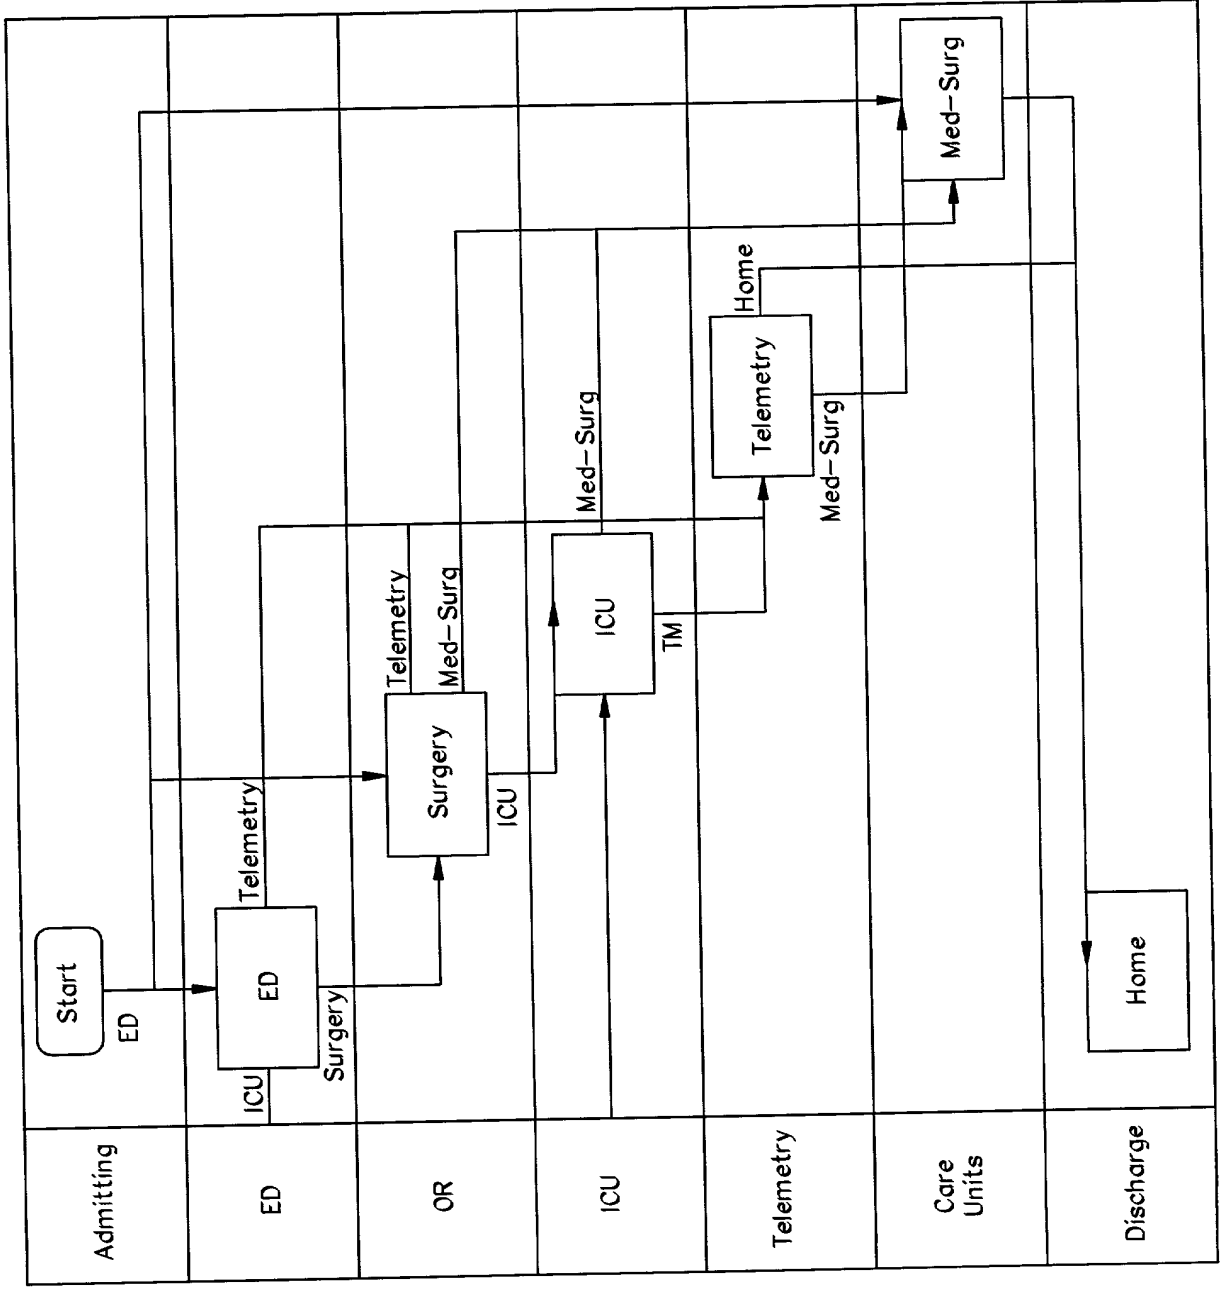 Admitting
Start
ED
ED
ICU
ED
Telemetry
Surgery
OR
Surgery
Telemetry
Med-Surg
ICU
ICU
ICU
Med-Surg
TM
Telemetry
Telemetry
Home
Med-Surg
Care
Units
Med-Surg
Discharge
Home